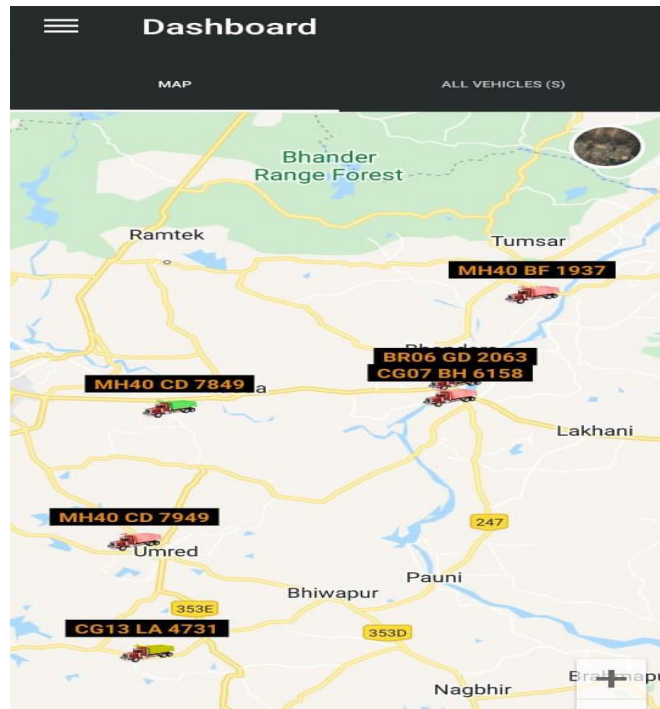 Dashboard
MAP
ALL VEHICLES (S)
Bhander
Range Forest
Ramtek
Tumsar
MH40 BF 1937
BR06 GD 2063
CG07 BH 6158
MH40 CD 7849
Lakhani
247
MH40 CD 7949
Umred
Pauni
Bhiwapur
353E
CG13 LA 4731
353D
Nagbhir